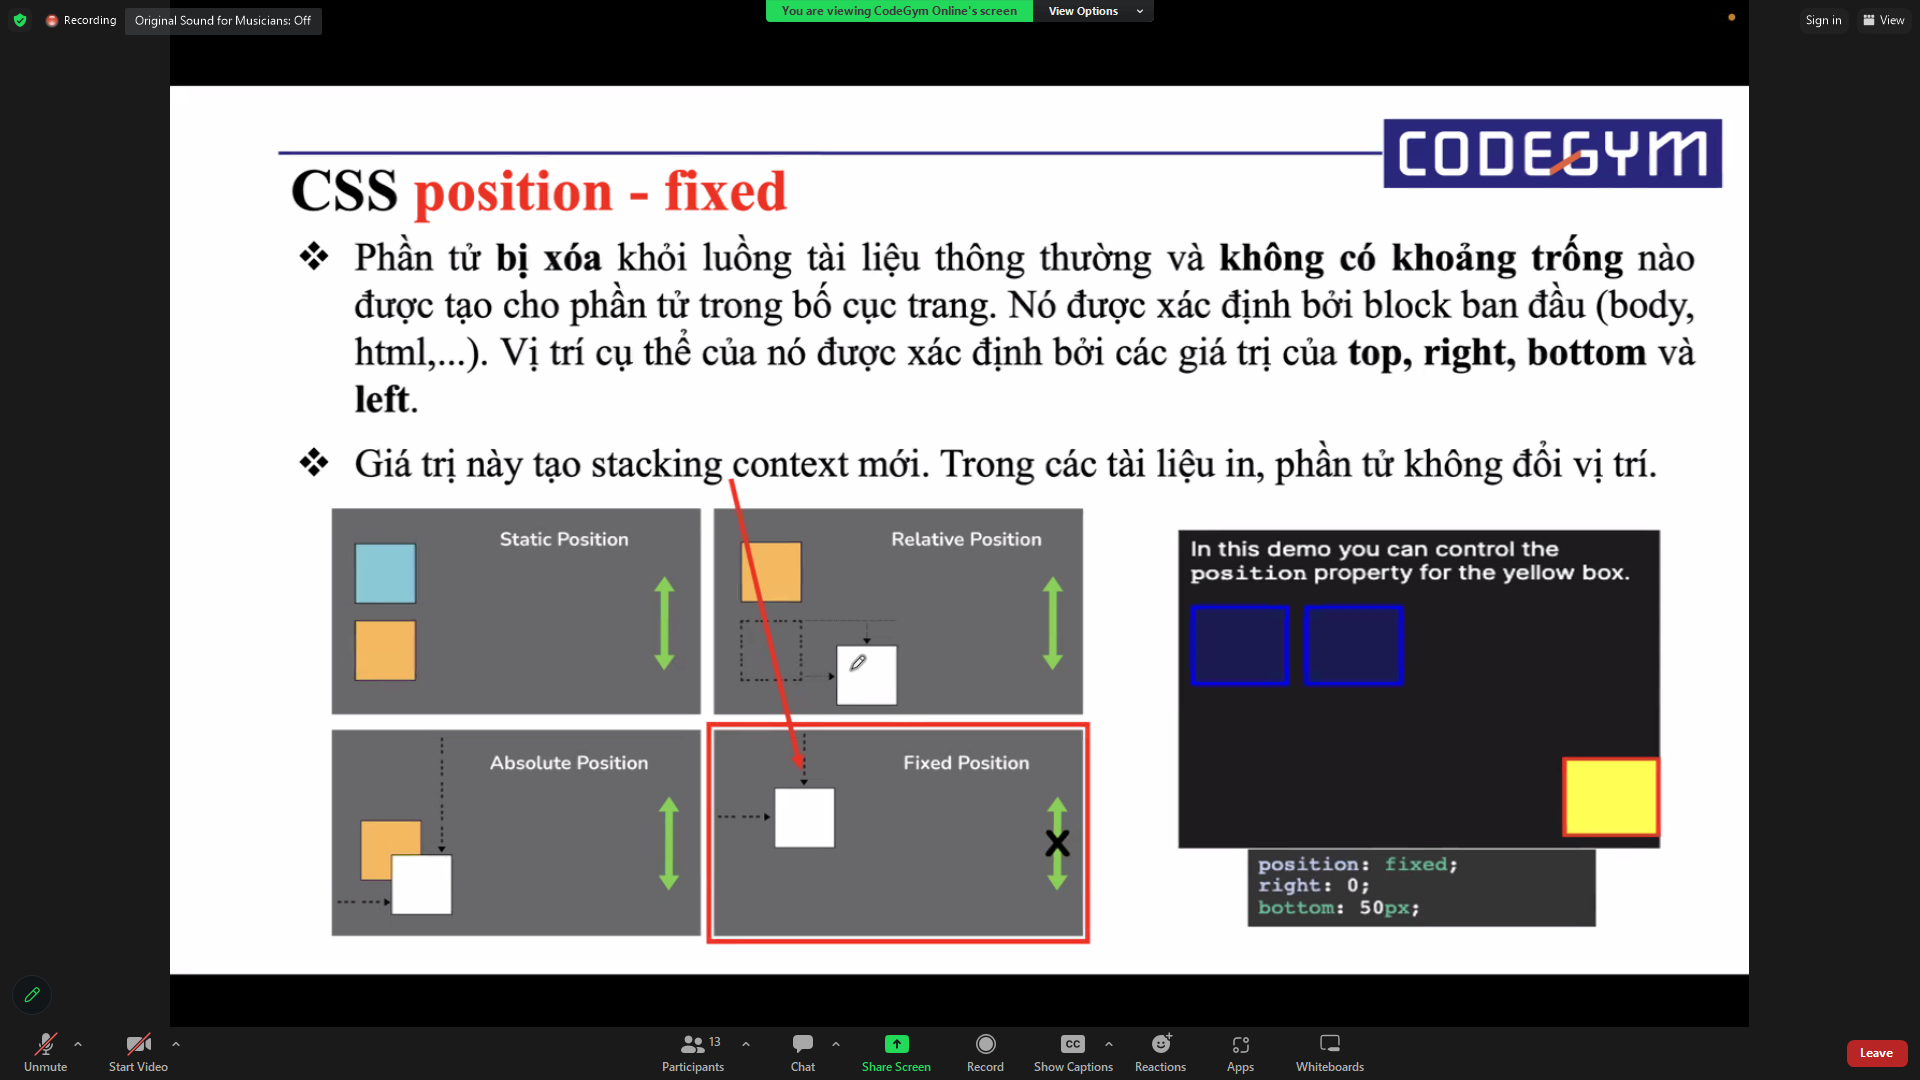 Recording
Original Sound for Musicians: Off
You are viewing CodeGym Online's screen
View Options
Sign in
View
CODEGYM
CSS position - fixed
❖ Phần tử bị xóa khỏi luồng tài liệu thông thường và không có khoảng trống nào
được tạo cho phần tử trong bố cục trang. Nó được xác định bởi block ban đầu (body,
html,...). Vị trí cụ thể của nó được xác định bởi các giá trị của top, right, bottom và
left.
❖ Giá trị này tạo stacking context mới. Trong các tài liệu in, phần tử không đổi vị trí.
Static Position
Relative Position
Absolute Position
Fixed Position
X
In this demo you can control the
position property for the yellow box.
position: fixed;
right: 0;
bottom: 50px;
Unmute
Start Video
13
Participants
Chat
Share Screen
Record
CC
Show Captions
Reactions
Apps
Whiteboards
Leave